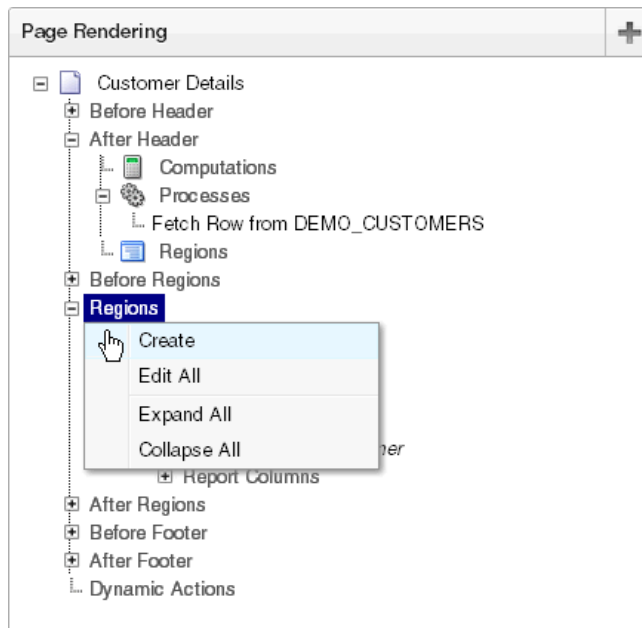 Page Rendering
Customer Details
Before Header
After Header
Computations
Processes
Fetch Row from DEMO_CUSTOMERS
Regions
Before Regions
Regions
Create
Edit All
Expand All
Collapse All
Report Columns
After Regions
Before Footer
After Footer
Dynamic Actions